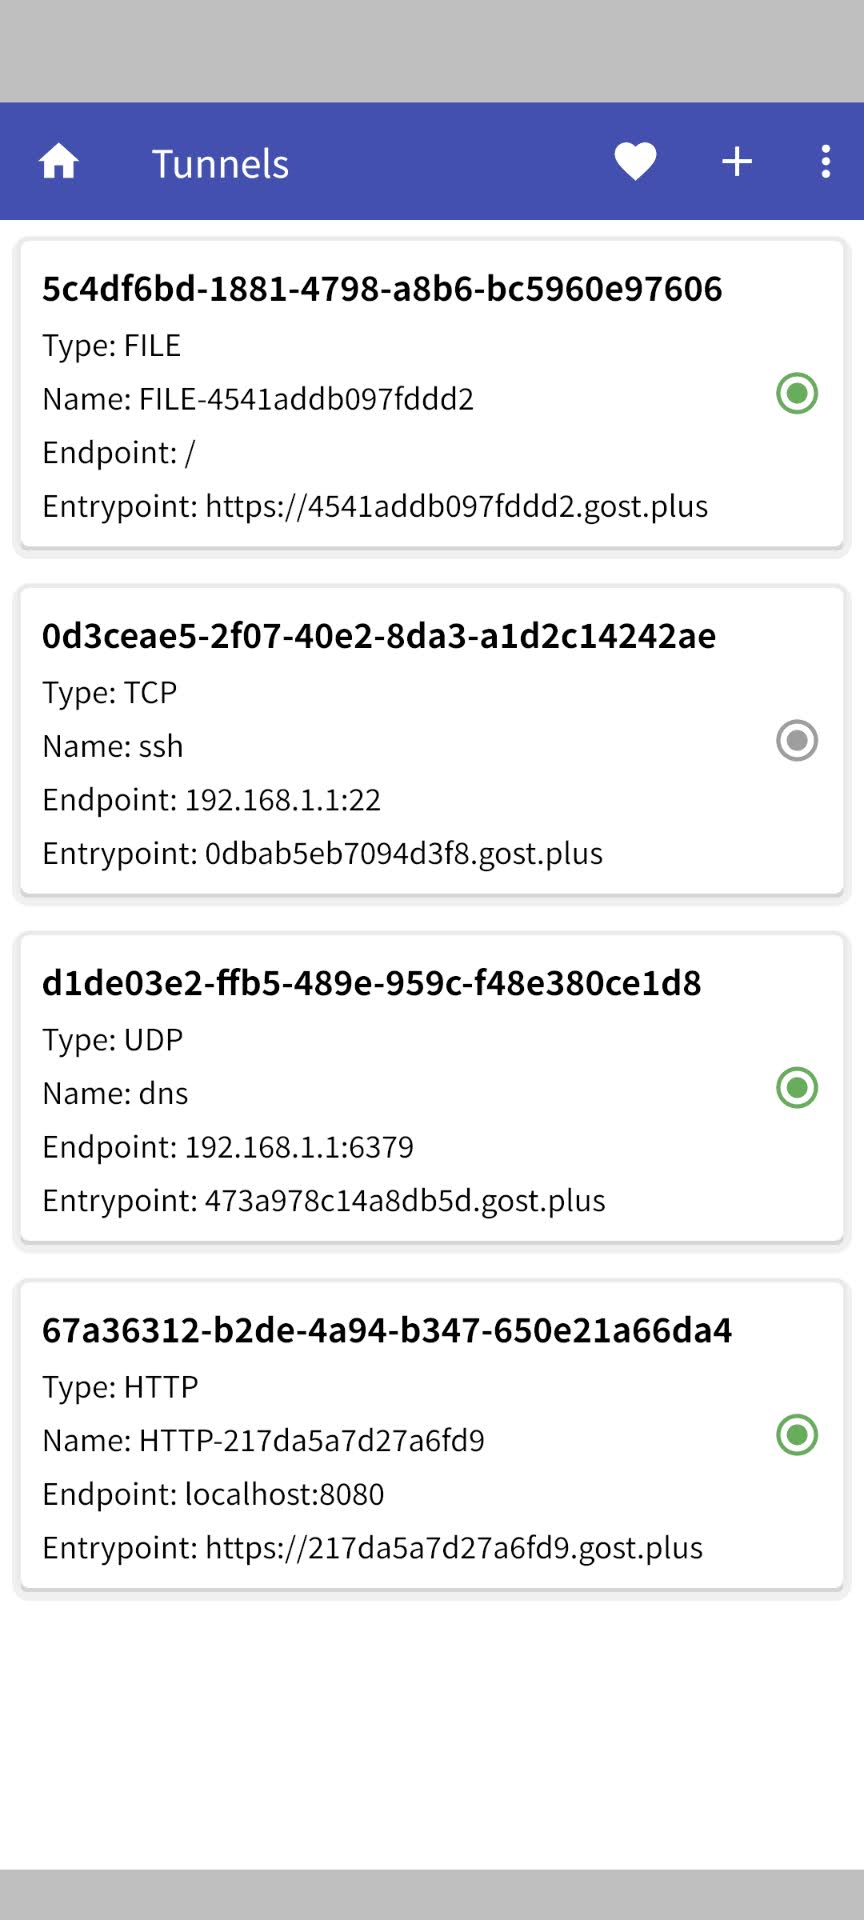 Tunnels
5c4df6bd-1881-4798-a8b6-bc5960e97606
Type: FILE
Name: FILE-4541addb097fddd2
Endpoint: /
Entrypoint: https://4541addb097fddd2.gost.plus
0d3ceae5-2f07-40e2-8da3-a1d2c14242ae
Type: TCP
Name: ssh
Endpoint: 192.168.1.1:22
Entrypoint: 0dbab5eb7094d3f8.gost.plus
d1de03e2-ffb5-489e-959c-f48e380ce1d8
Type: UDP
Name: dns
Endpoint: 192.168.1.1:6379
Entrypoint: 473a978c14a8db5d.gost.plus
67a36312-b2de-4a94-b347-650e21a66da4
Type: HTTP
Name: HTTP-217da5a7d27a6fd9
Endpoint: localhost:8080
Entrypoint: https://217da5a7d27a6fd9.gost.plus